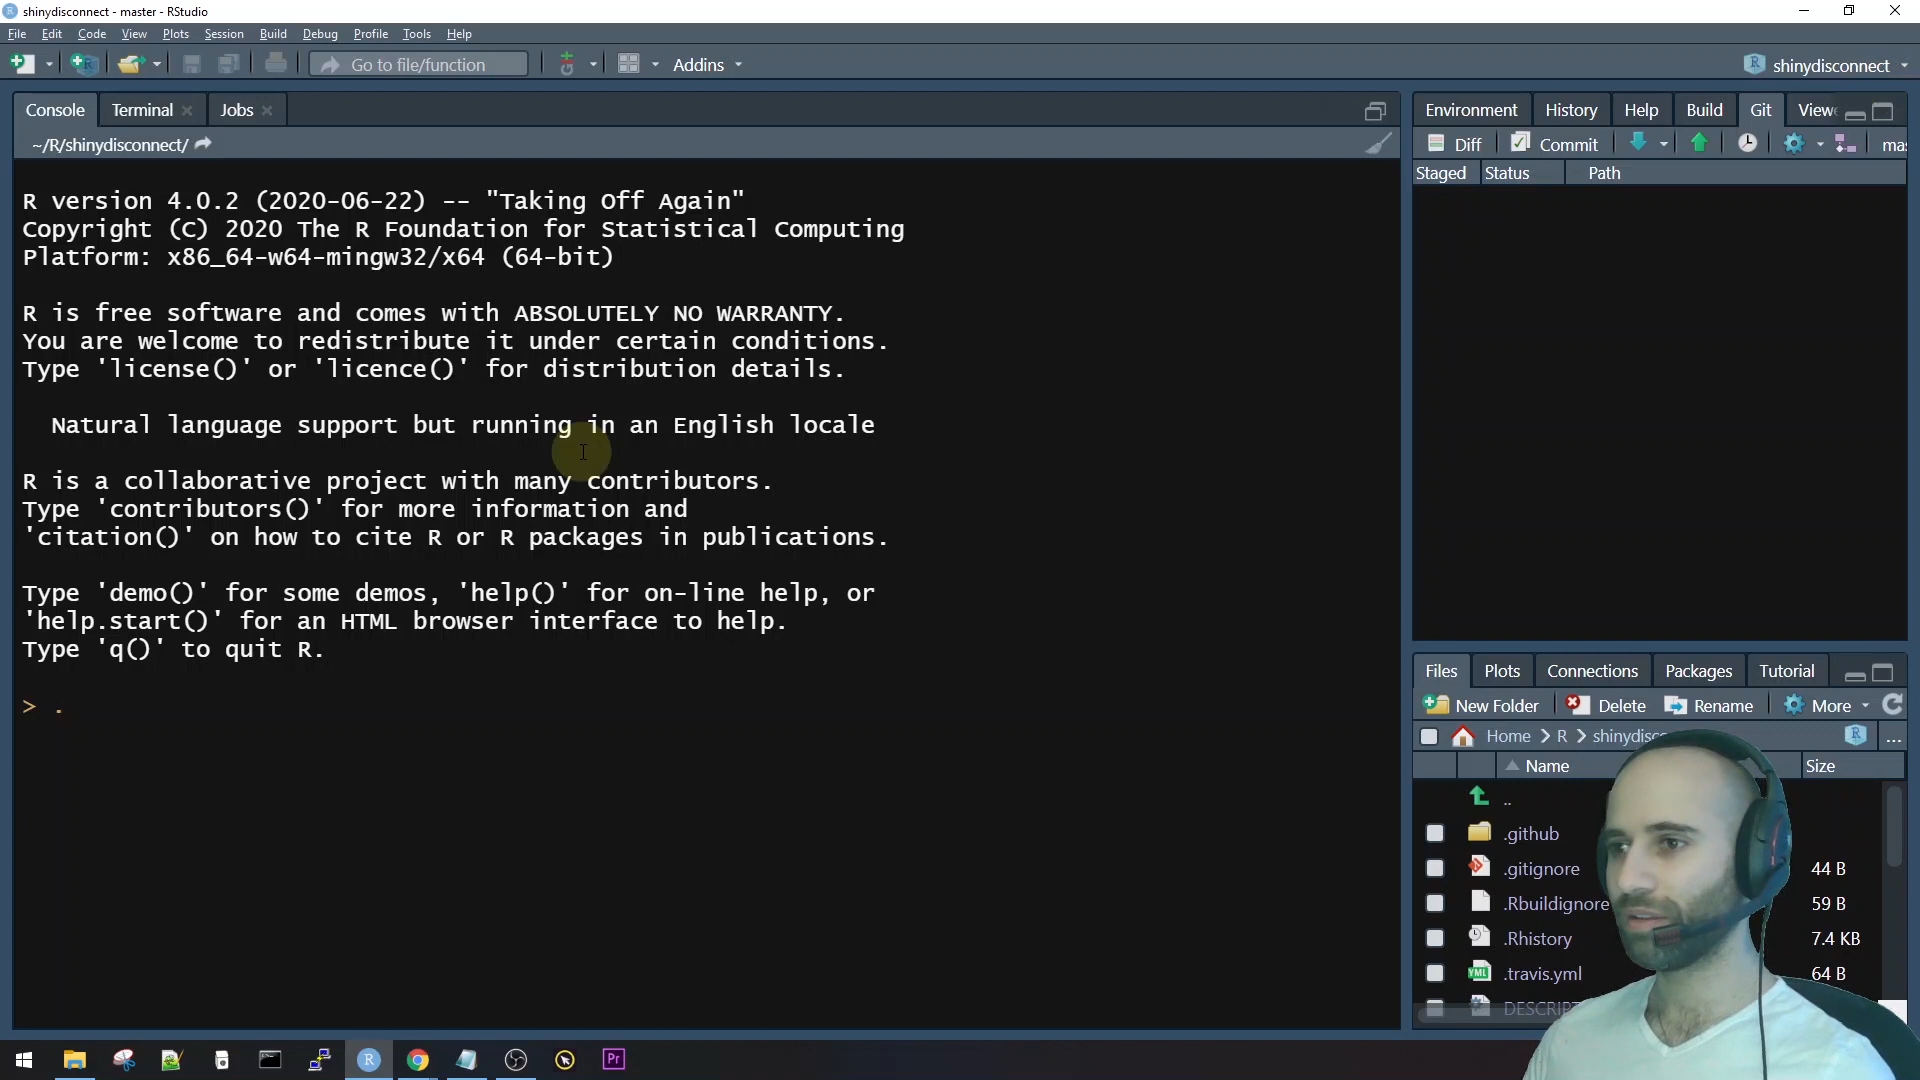 shinydisconnect - master - RStudio
File Edit Code View Plots Session Build Debug Profile Tools Help
Go to file/function
Addins
shinydisconnect
Console Terminal Jobs
~/R/shinydisconnect/
R version 4.0.2 (2020-06-22) -- "Taking Off Again"
Copyright (C) 2020 The R Foundation for Statistical Computing
Platform: x86_64-w64-mingw32/x64 (64-bit)
R is free software and comes with ABSOLUTELY NO WARRANTY.
You are welcome to redistribute it under certain conditions.
Type 'license()' or 'licence()' for distribution details.
Natural language support but running in an English locale
R is a collaborative project with many contributors.
Type 'contributors()' for more information and
'citation()' on how to cite R or R packages in publications.
Type 'demo()' for some demos, 'help()' for on-line help, or
'help.start()' for an HTML browser interface to help.
Type 'q()' to quit R.
> .
Environment History Help Build Git Viewe
Diff Commit mas
Staged Status Path
Files Plots Connections Packages Tutorial
New Folder Delete Rename More
Home R shinydisc ...
Name Size
..
.github
.gitignore 44 B
.Rbuildignore 59 B
.Rhistory 7.4 KB
.travis.yml 64 B
DESCRIPT
Pr